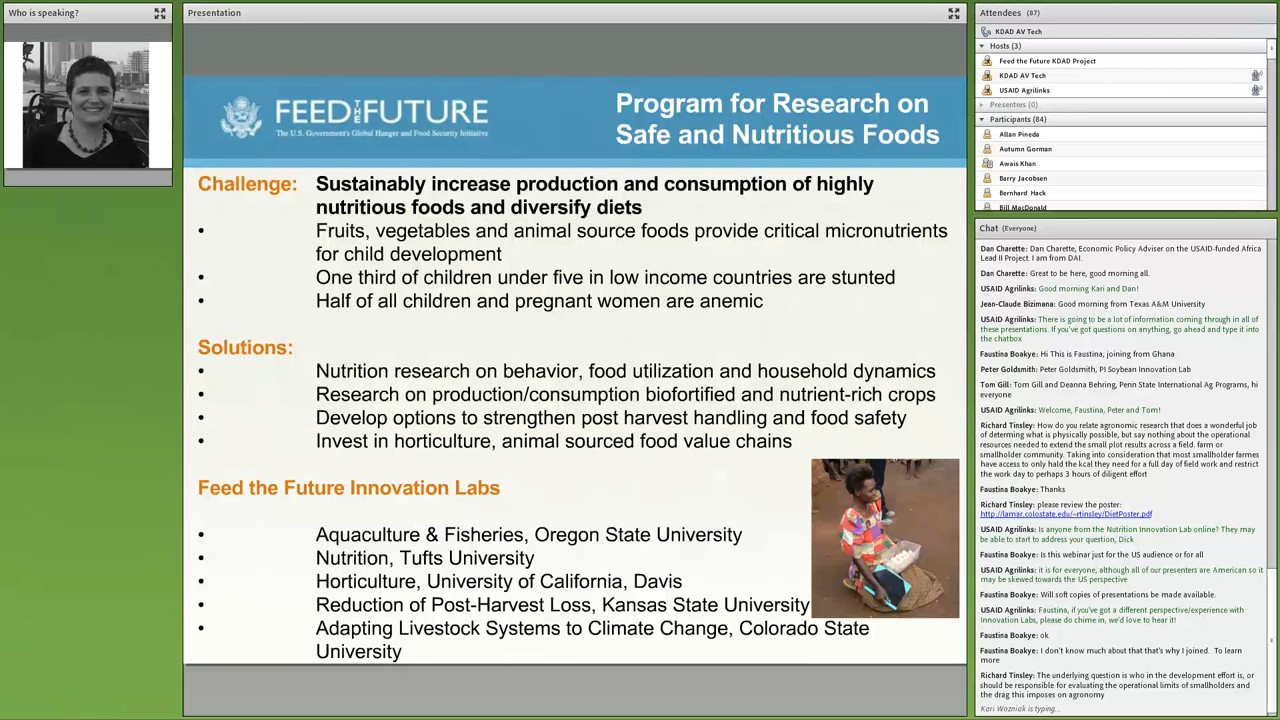 Who is speaking?
Presentation
FEED THE FUTURE
The U.S. Government's Global Hunger and Food Security Initiative
Program for Research on
Safe and Nutritious Foods
Challenge: Sustainably increase production and consumption of highly
nutritious foods and diversify diets
• Fruits, vegetables and animal source foods provide critical micronutrients
for child development
• One third of children under five in low income countries are stunted
• Half of all children and pregnant women are anemic
Solutions:
• Nutrition research on behavior, food utilization and household dynamics
• Research on production/consumption biofortified and nutrient-rich crops
• Develop options to strengthen post harvest handling and food safety
• Invest in horticulture, animal sourced food value chains
Feed the Future Innovation Labs
• Aquaculture & Fisheries, Oregon State University
• Nutrition, Tufts University
• Horticulture, University of California, Davis
• Reduction of Post-Harvest Loss, Kansas State University
• Adapting Livestock Systems to Climate Change, Colorado State
University
Attendees (87)
KDAD AV Tech
Hosts (3)
Feed the Future KDAD Project
KDAD AV Tech
USAID Agrilinks
Presenters (0)
Participants (84)
Allan Pineda
Autumn Gorman
Awais Khan
Barry Jacobsen
Bernhard Hack
Bill MacDonald
Chat (Everyone)
Dan Charette: Dan Charette, Economic Policy Adviser on the USAID-funded Africa
Lead II Project. I am from DAI.
Dan Charette: Great to be here, good morning all.
USAID Agrilinks: Good morning Kari and Dan!
Jean-Claude Bizimana: Good morning from Texas A&M University
USAID Agrilinks: There is going to be a lot of information coming through in all of
these presentations. If you've got questions on anything, go ahead and type it into
the chatbox
Faustina Boakye: Hi This is Faustina, joining from Ghana
Peter Goldsmith: Peter Goldsmith, PI Soybean Innovation
Lab
Tom Gill: Tom Gill and Deanna Behring, Penn State International Ag Programs, hi
everyone
USAID Agrilinks: Welcome, Faustina, Peter and Tom!
Richard Tinsley: How do you relate agronomic research that does a wonderful job
of determing what is physically possible, but say nothing about the operational
resources needed to extend the small plot results across a field. farm or
smallholder community. Taking into consideration that most smallholder farmes
have access to only hald the kcal they need for a full day of field work and restrict
the work day to perhaps 3 hours of diligent effort
Faustina Boakye: Thanks
Richard Tinsley: please review the poster:
http://lamar.colostate.edu/~rtinsley/DietPoster.pdf
USAID Agrilinks: Is anyone from the Nutrition Innovation Lab online? They may
be able to start to address your question, Dick
Faustina Boakye: Is this webinar just for the US audience or for all
USAID Agrilinks: it is for everyone, although all of our presenters are American so it
may be skewed towards the US perspective
Faustina Boakye: Will soft copies of presentations be made available.
USAID Agrilinks: Faustina, if you've got a different perspective/experience with
Innovation Labs, please do chime in, we'd love to hear it!
Faustina Boakye: ok
Faustina Boakye: I don't know much about that that's why I joined. To learn
more
Richard Tinsley: The underlying question is who in the development effort is, or
should be responsible for evaluating the operational limits of smallholders and
the drag this imposes on agronomy
Kari Wozniak is typing...